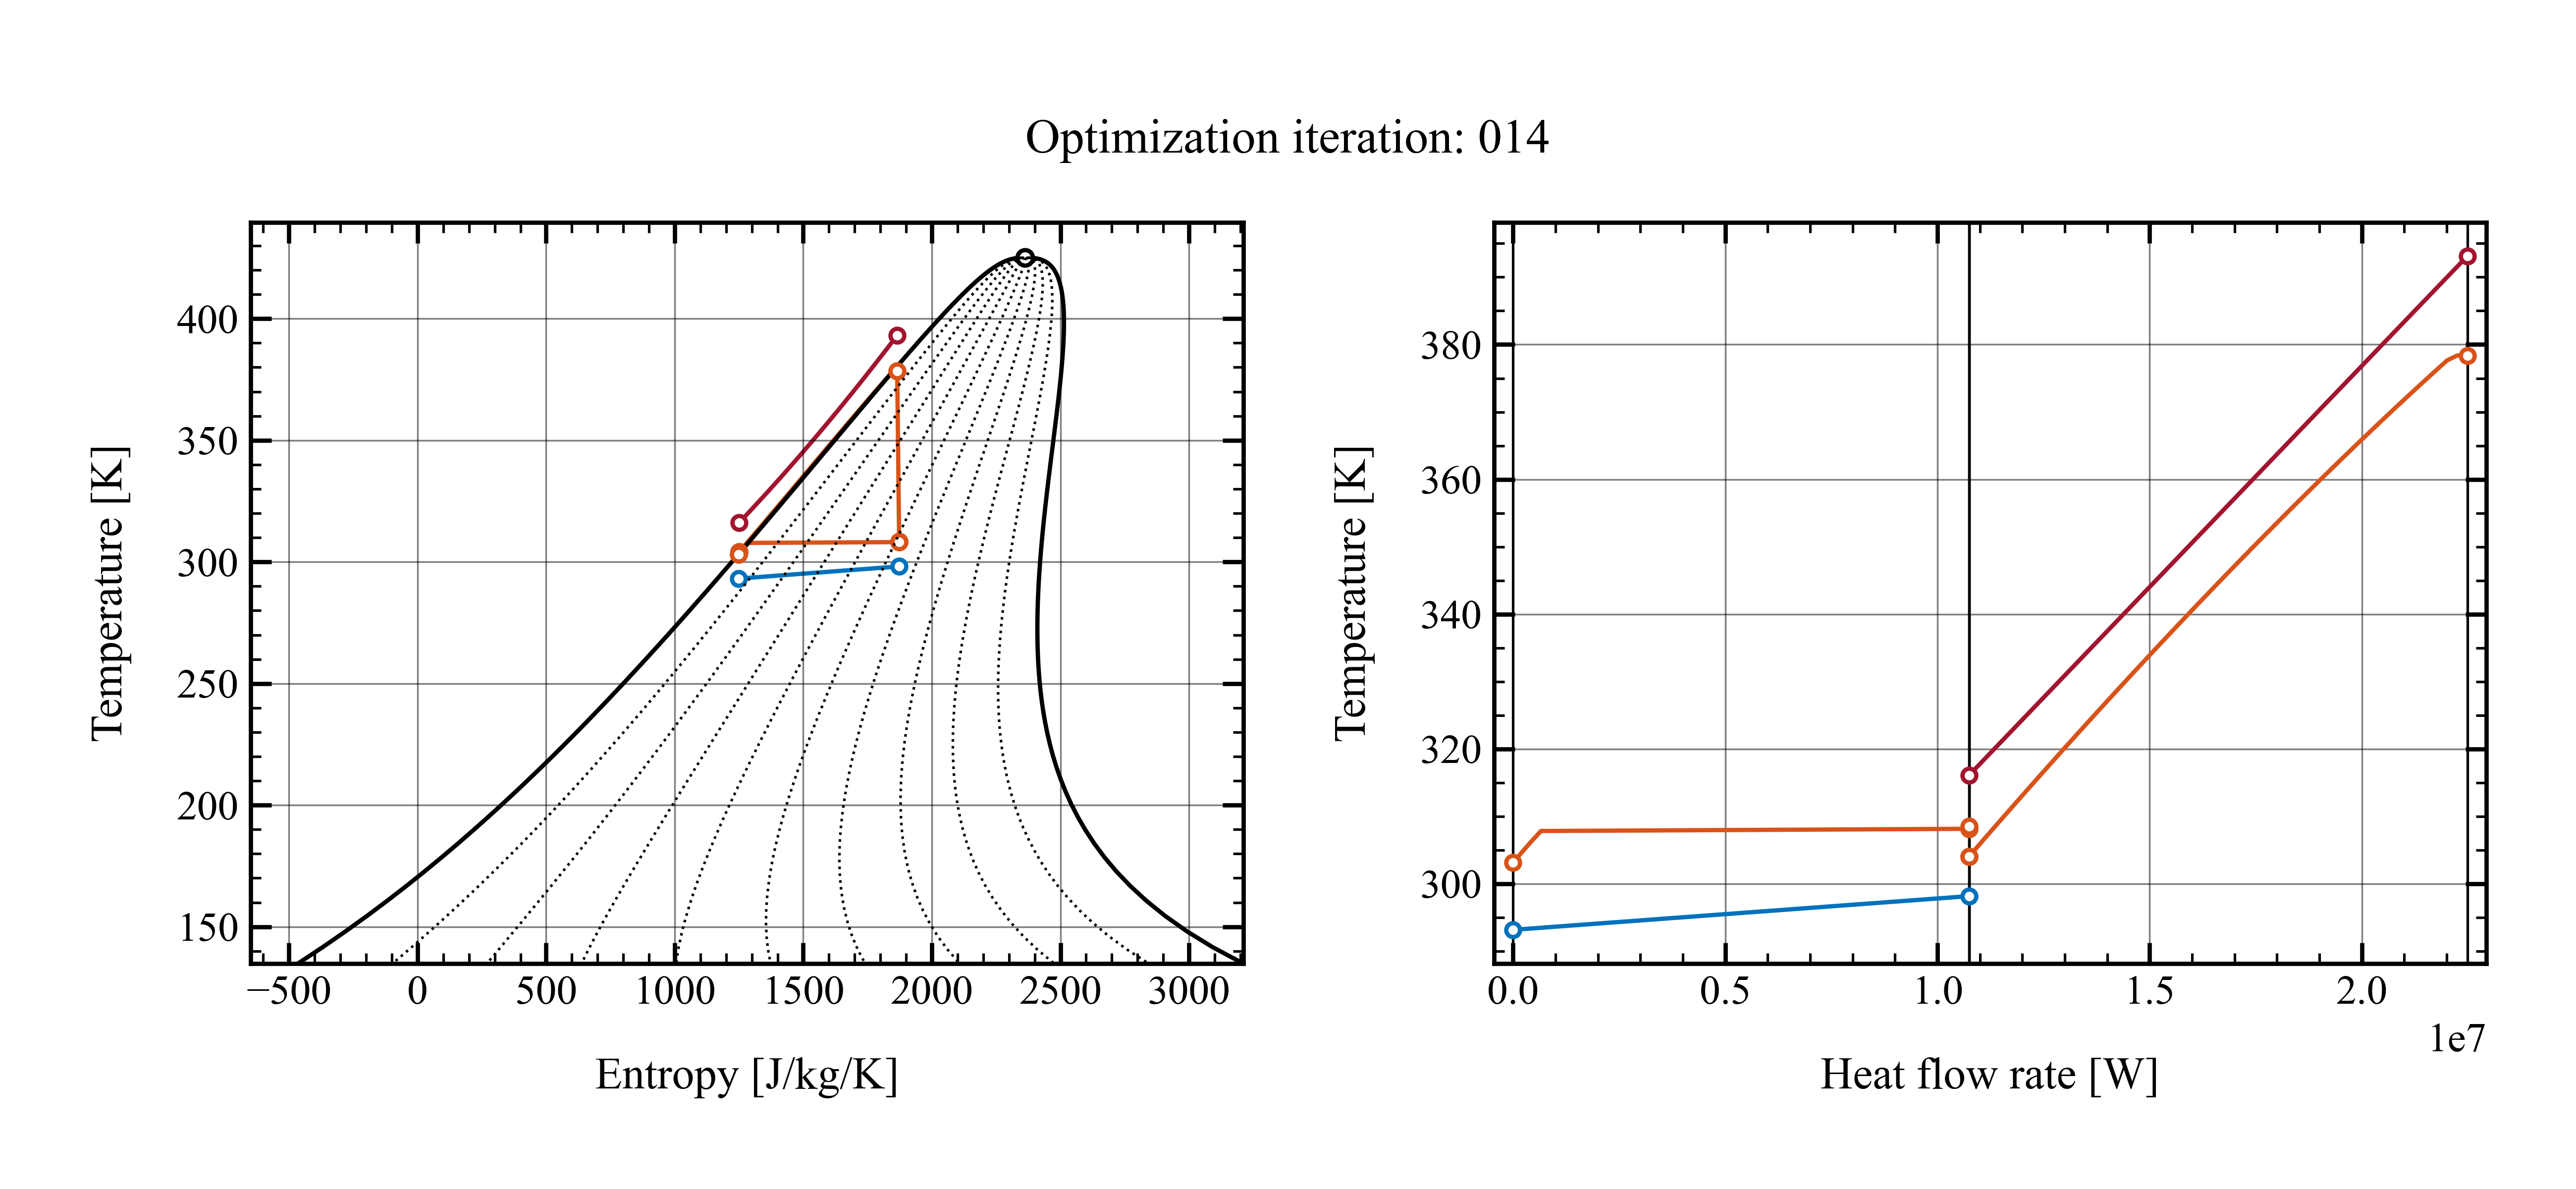 Optimization iteration: 014
Temperature [K]
400
350
300
250
200
150
−500 0 500 1000 1500 2000 2500 3000
Entropy [J/kg/K]
Temperature [K]
380
360
340
320
300
0.0 0.5 1.0 1.5 2.0
1e7
Heat flow rate [W]